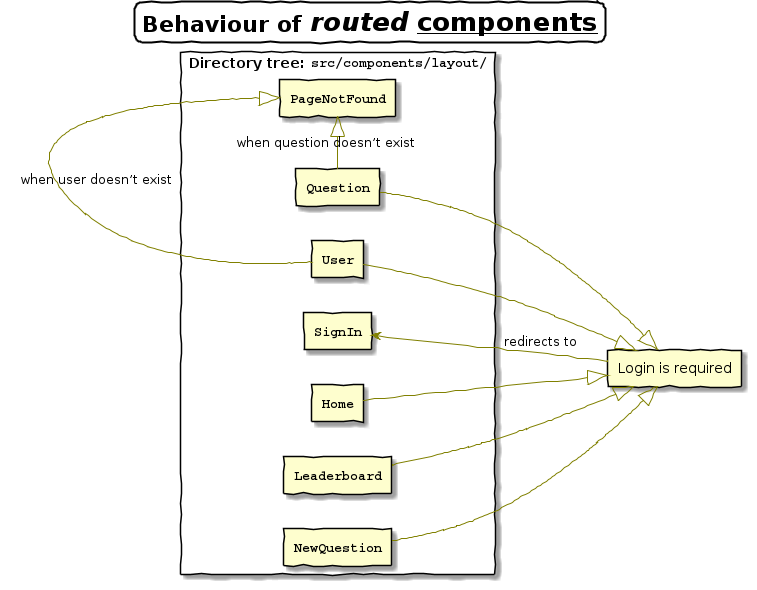 Behaviour of routed components
Directory tree: src/components/layout/
PageNotFound
when question doesn’t exist
when user doesn’t exist
Question
User
SignIn
redirects to
Login is required
Home
Leaderboard
NewQuestion